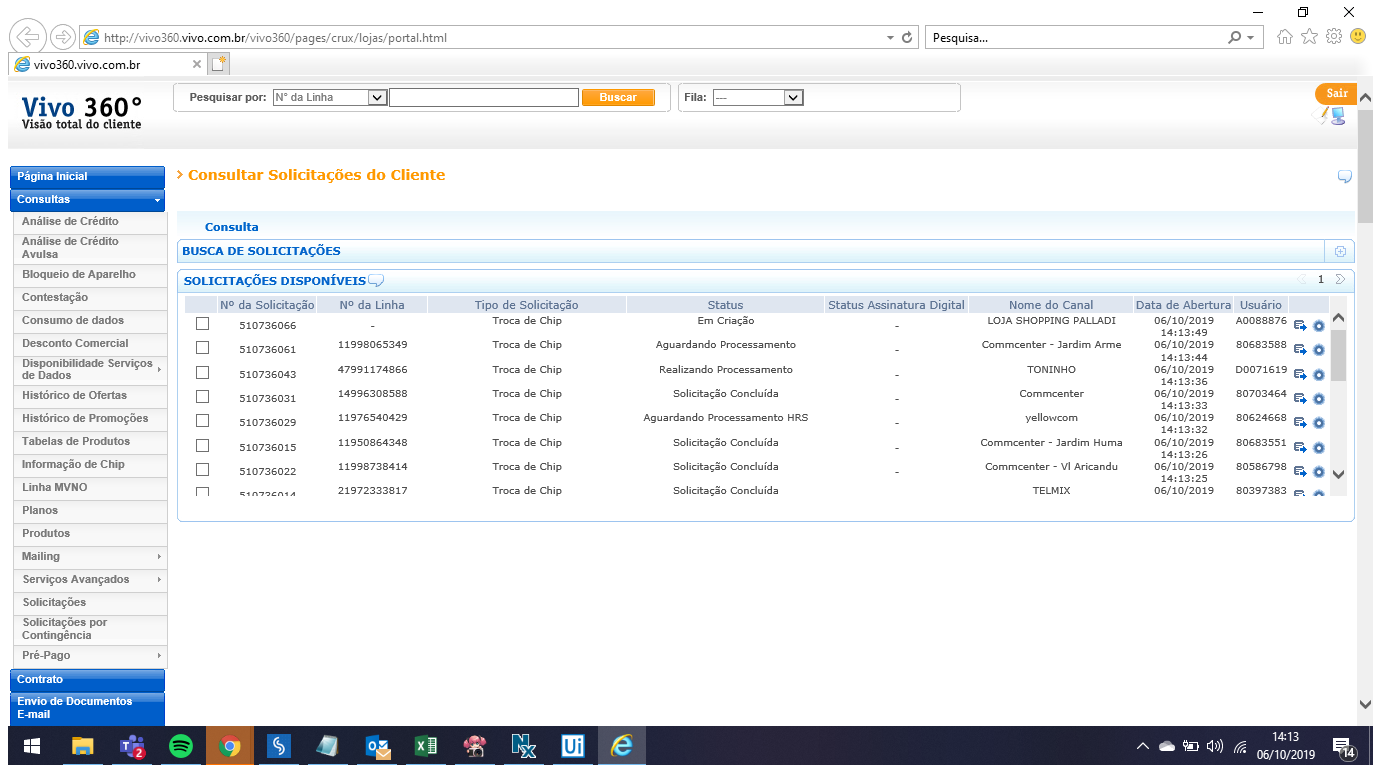 http://vivo360.vivo.com.br/vivo360/pages/crux/lojas/portal.html
Pesquisa...
vivo360.vivo.com.br
Vivo 360°
Visão total do cliente
Pesquisar por: N° da Linha Buscar
Fila: ---
Sair
Página Inicial
Consultas
Análise de Crédito
Análise de Crédito
Avulsa
Bloqueio de Aparelho
Contestação
Consumo de dados
Desconto Comercial
Disponibilidade Serviços
de Dados
Histórico de Ofertas
Histórico de Promoções
Tabelas de Produtos
Informação de Chip
Linha MVNO
Planos
Produtos
Mailing
Serviços Avançados
Solicitações
Solicitações por
Contingência
Pré-Pago
Contrato
Envio de Documentos
E-mail
> Consultar Solicitações do Cliente
Consulta
BUSCA DE SOLICITAÇÕES
SOLICITAÇÕES DISPONÍVEIS
1
Nº da Solicitação Nº da Linha Tipo de Solicitação Status Status Assinatura Digital Nome do Canal Data de Abertura Usuário
510736066 - Troca de Chip Em Criação - LOJA SHOPPING PALLADI 06/10/2019 14:13:49 A0088876
510736061 11998065349 Troca de Chip Aguardando Processamento - Commcenter - Jardim Arme 06/10/2019 14:13:44 80683588
510736043 47991174866 Troca de Chip Realizando Processamento - TONINHO 06/10/2019 14:13:36 D0071619
510736031 14996308588 Troca de Chip Solicitação Concluída - Commcenter 06/10/2019 14:13:33 80703464
510736029 11976540429 Troca de Chip Aguardando Processamento HRS - yellowcom 06/10/2019 14:13:32 80624668
510736015 11950864348 Troca de Chip Solicitação Concluída - Commcenter - Jardim Huma 06/10/2019 14:13:26 80683551
510736022 11998738414 Troca de Chip Solicitação Concluída - Commcenter - Vl Aricandu 06/10/2019 14:13:25 80586798
510736014 21972333817 Troca de Chip Solicitação Concluída TELMIX 06/10/2019 80397383
2
Ui
14:13
06/10/2019
14